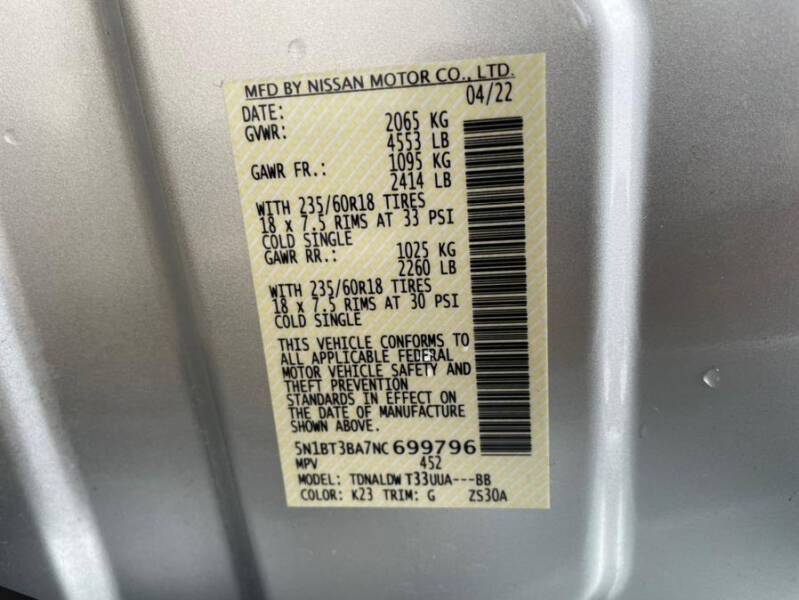 MFD BY NISSAN MOTOR CO., LTD.
DATE: 04/22
GVWR: 2065 KG
4553 LB
GAWR FR.: 1095 KG
2414 LB
WITH 235/60R18 TIRES
18 x 7.5 RIMS AT 33 PSI
COLD SINGLE
GAWR RR.: 1025 KG
2260 LB
WITH 235/60R18 TIRES
18 x 7.5 RIMS AT 30 PSI
COLD SINGLE
THIS VEHICLE CONFORMS TO
ALL APPLICABLE FEDERAL
MOTOR VEHICLE SAFETY AND
THEFT PREVENTION
STANDARDS IN EFFECT ON
THE DATE OF MANUFACTURE
SHOWN ABOVE.
5N1BT3BA7NC699796
MPV 452
MODEL: TDNALDW T33UUA---BB
COLOR: K23 TRIM: G ZS30A